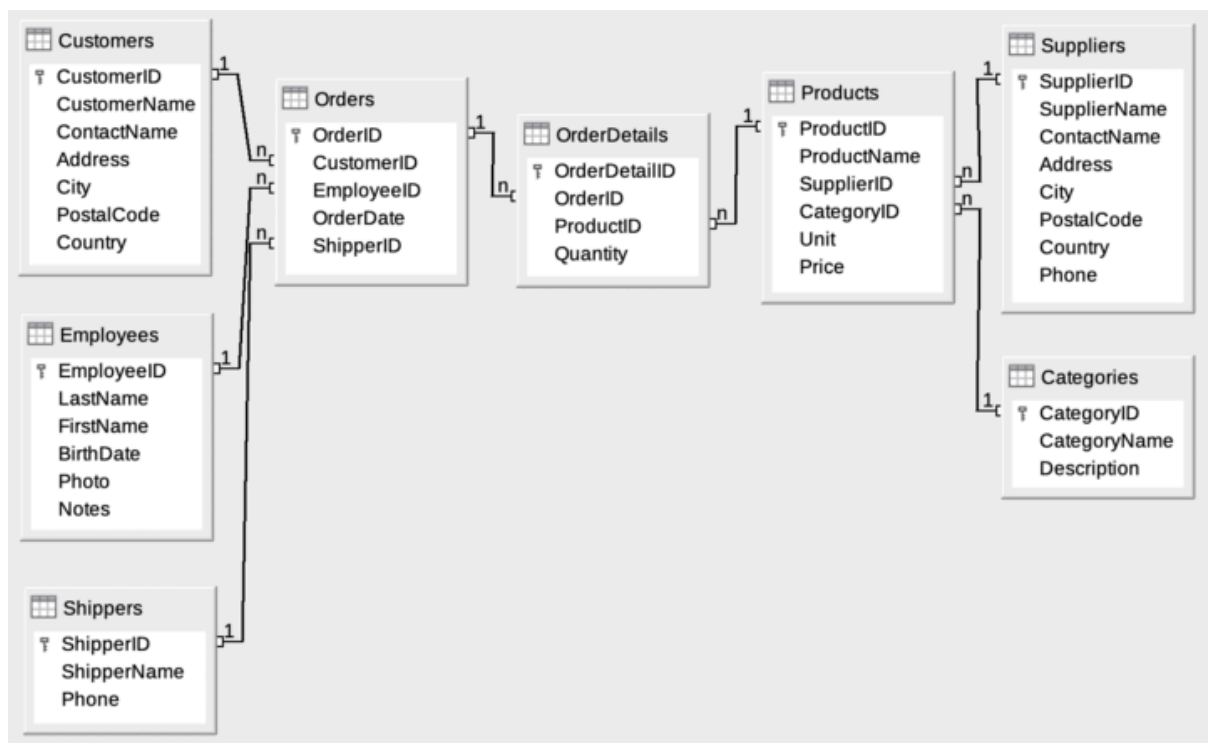 Customers
CustomerID
CustomerName
ContactName
Address
City
PostalCode
Country
1
n
Employees
EmployeeID
LastName
FirstName
BirthDate
Photo
Notes
1
n
Shippers
ShipperID
ShipperName
Phone
1
n
Orders
OrderID
CustomerID
EmployeeID
OrderDate
ShipperID
1
n
OrderDetails
OrderDetailID
OrderID
ProductID
Quantity
n
1
Products
ProductID
ProductName
SupplierID
CategoryID
Unit
Price
n
1
n
1
Suppliers
SupplierID
SupplierName
ContactName
Address
City
PostalCode
Country
Phone
Categories
CategoryID
CategoryName
Description